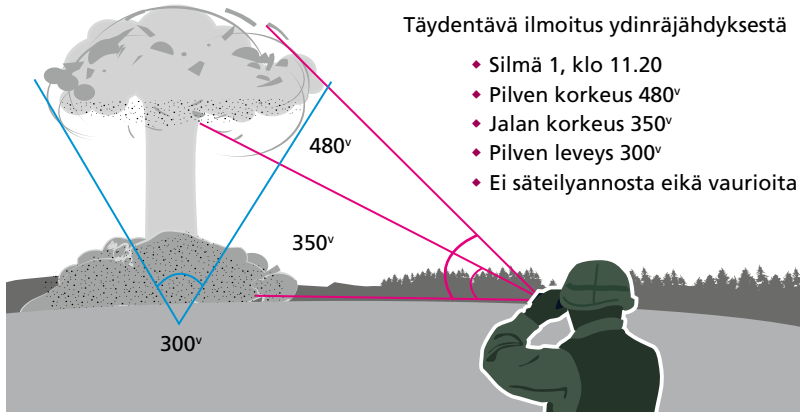 Täydentävä ilmoitus ydinräjähdyksestä
◆ Silmä 1, klo 11.20
◆ Pilven korkeus 480ᵛ
◆ Jalan korkeus 350ᵛ
◆ Pilven leveys 300ᵛ
◆ Ei säteilyannosta eikä vaurioita
480ᵛ
350ᵛ
300ᵛ